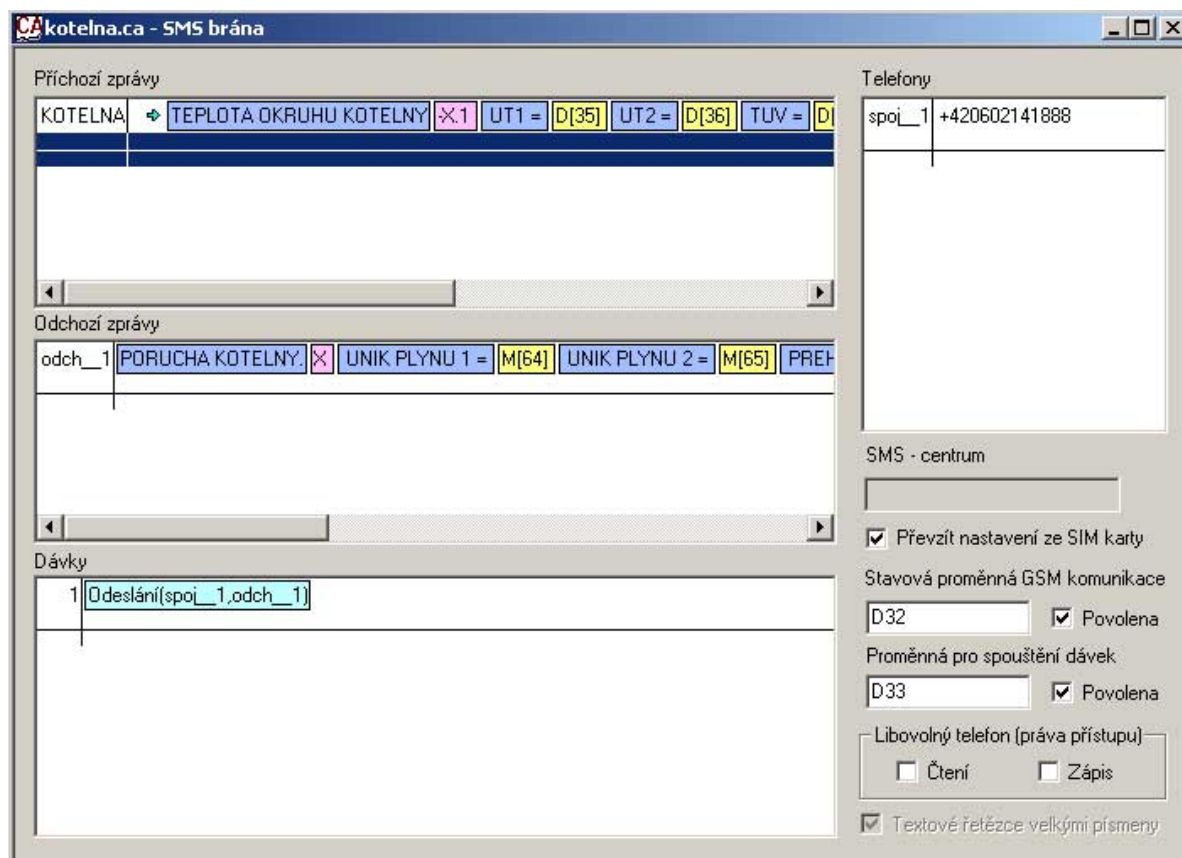 kotelna.ca - SMS brána
Příchozí zprávy
KOTELNA TEPLOTA OKRUHU KOTELNY -X.1 UT1 = D[35] UT2 = D[36] TUV = D[
Odchozí zprávy
odch__1 PORUCHA KOTELNY. X UNIK PLYNU 1 = M[64] UNIK PLYNU 2 = M[65] PREH
Dávky
1 Odeslání(spoj__1,odch__1)
Telefony
spoj__1 +420602141888
SMS - centrum
Převzít nastavení ze SIM karty
Stavová proměnná GSM komunikace
D32 Povolena
Proměnná pro spouštění dávek
D33 Povolena
Libovolný telefon (práva přístupu)
Čtení Zápis
Textové řetězce velkými písmeny